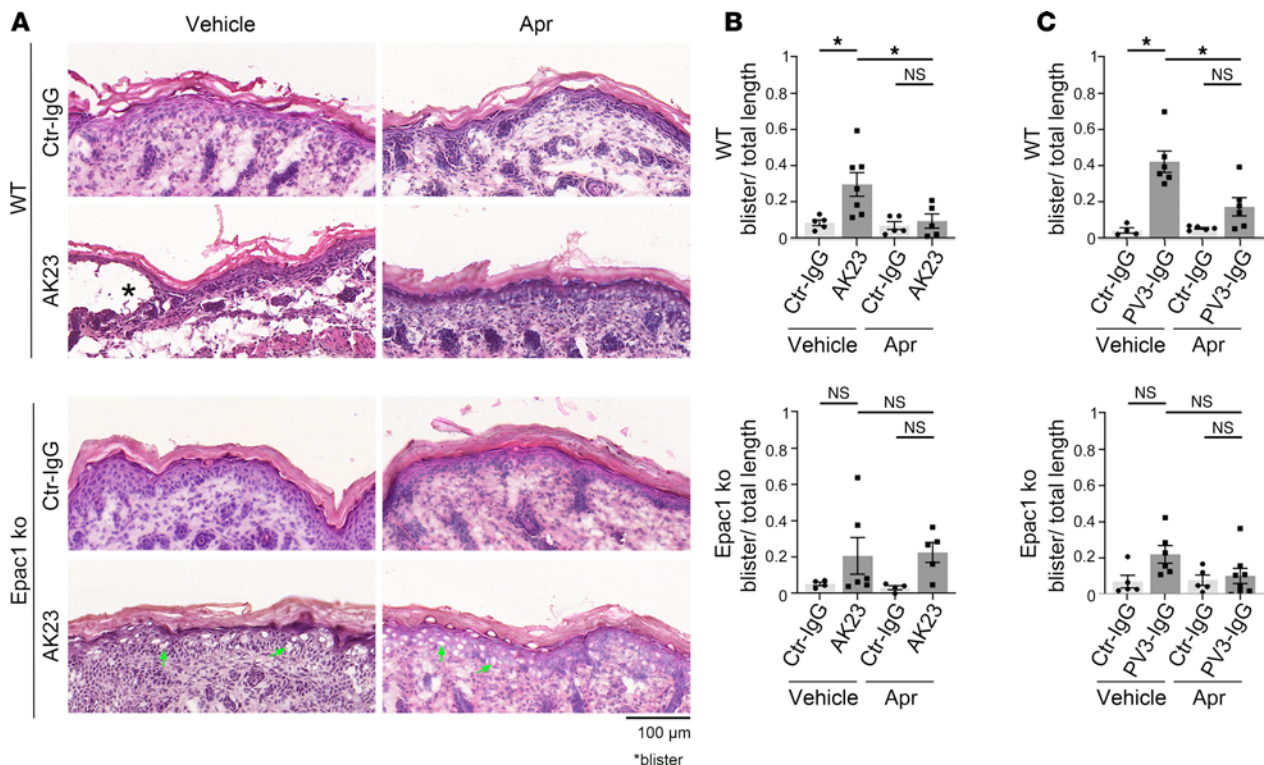 A
Vehicle
Apr
WT
Ctr-IgG
AK23
*
Epac1 ko
Ctr-IgG
AK23
100 µm
*blister
B
WT
blister/ total length
1
0.8
0.6
0.4
0.2
0
*
*
NS
Ctr-IgG
AK23
Ctr-IgG
AK23
Vehicle
Apr
Epac1 ko
blister/ total length
1
0.8
0.6
0.4
0.2
0
NS
NS
NS
Ctr-IgG
AK23
Ctr-IgG
AK23
Vehicle
Apr
C
WT
blister/ total length
1
0.8
0.6
0.4
0.2
0
*
*
NS
Ctr-IgG
PV3-IgG
Ctr-IgG
PV3-IgG
Vehicle
Apr
Epac1 ko
blister/ total length
1
0.8
0.6
0.4
0.2
0
NS
NS
NS
Ctr-IgG
PV3-IgG
Ctr-IgG
PV3-IgG
Vehicle
Apr